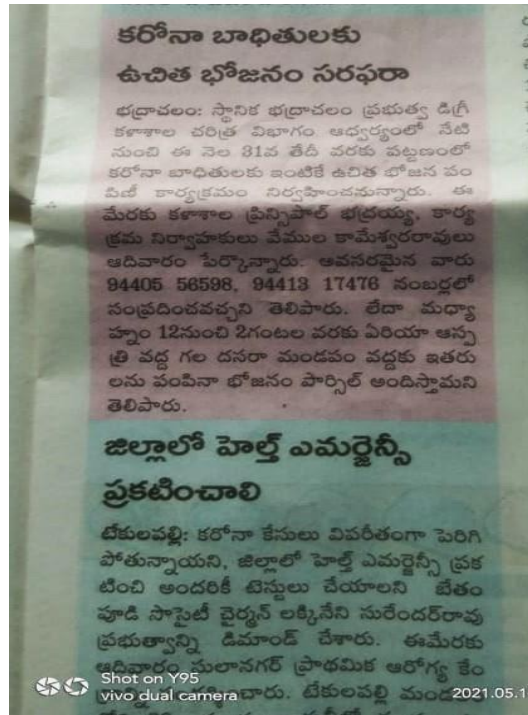 కరోనా బాధితులకు
ఉచిత భోజనం సరఫరా
భద్రాచలం: స్థానిక భద్రాచలం ప్రభుత్వ డిగ్రీ
కళాశాల చరిత్ర విభాగం ఆధ్వర్యంలో నేటి
నుంచి ఈ నెల 31వ తేదీ వరకు పట్టణంలో
కరోనా బాధితులకు ఇంటికే ఉచిత భోజన పం
పిణీ కార్యక్రమం నిర్వహించనున్నారు. ఈ
మేరకు కళాశాల ప్రిన్సిపాల్ భద్రయ్య, కార్య
క్రమ నిర్వాహకులు వేముల కామేశ్వరరావులు
ఆదివారం పేర్కొన్నారు. అవసరమైన వారు
94405 56598, 94413 17476 నంబర్లలో
సంప్రదించవచ్చని తెలిపారు. లేదా మధ్యా
హ్నం 12నుంచి 2గంటల వరకు ఏరియా ఆస్ప
త్రి వద్ద గల దసరా మండపం వద్దకు ఇతరు
లను పంపినా భోజనం పార్సిల్ అందిస్తామని
తెలిపారు.
జిల్లాలో హెల్త్ ఎమర్జెన్సీ
ప్రకటించాలి
టేకులపల్లి: కరోనా కేసులు విపరీతంగా పెరిగి
పోతున్నాయని, జిల్లాలో హెల్త్ ఎమర్జెన్సీ ప్రక
టించి అందరికీ టెస్టులు చేయాలని బేతం
పూడి సొసైటీ చైర్మన్ లక్కినేని సురేందర్‌రావు
ప్రభుత్వాన్ని డిమాండ్ చేశారు. ఈమేరకు
ఆదివారం సులానగర్ ప్రాథమిక ఆరోగ్య కేం
చారు. టేకులపల్లి
Shot on Y95
vivo dual camera
2021.05.1